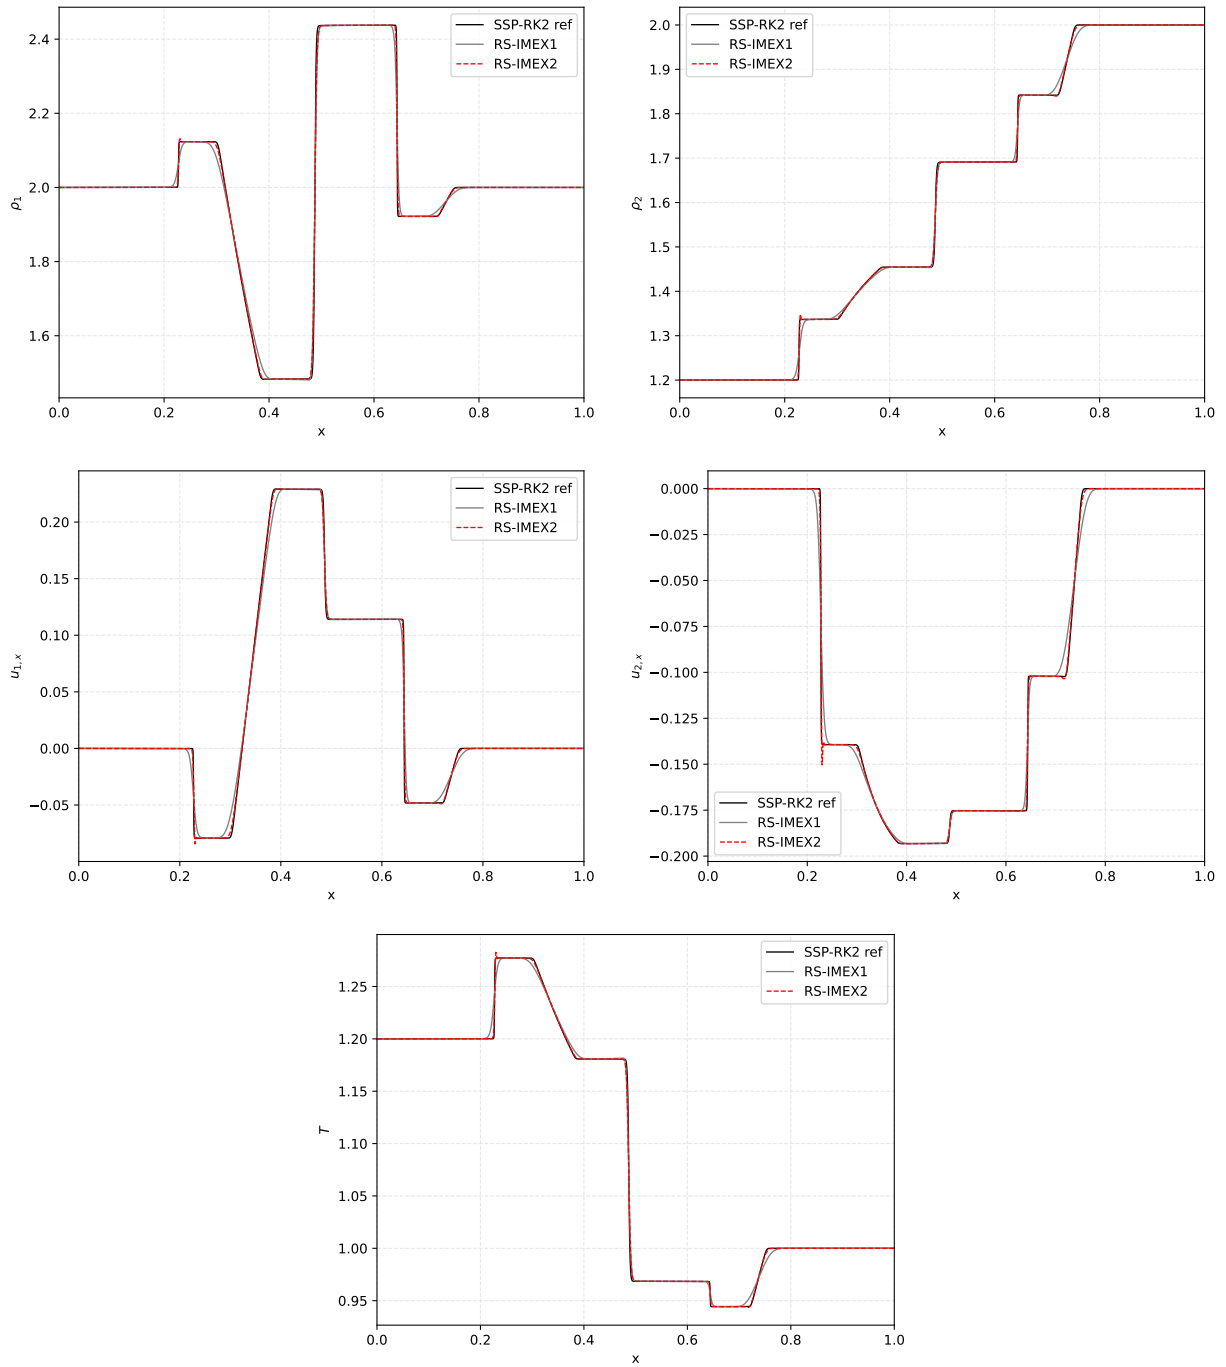 2.4
2.2
2.0
1.8
1.6
ρ₁
0.0 0.2 0.4 0.6 0.8 1.0
x
SSP-RK2 ref
RS-IMEX1
RS-IMEX2
2.0
1.9
1.8
1.7
1.6
1.5
1.4
1.3
1.2
ρ₂
0.0 0.2 0.4 0.6 0.8 1.0
x
SSP-RK2 ref
RS-IMEX1
RS-IMEX2
0.20
0.15
0.10
0.05
0.00
−0.05
u₁,ₓ
0.0 0.2 0.4 0.6 0.8 1.0
x
SSP-RK2 ref
RS-IMEX1
RS-IMEX2
0.000
−0.025
−0.050
−0.075
−0.100
−0.125
−0.150
−0.175
−0.200
u₂,ₓ
0.0 0.2 0.4 0.6 0.8 1.0
x
SSP-RK2 ref
RS-IMEX1
RS-IMEX2
1.25
1.20
1.15
1.10
1.05
1.00
0.95
T
0.0 0.2 0.4 0.6 0.8 1.0
x
SSP-RK2 ref
RS-IMEX1
RS-IMEX2